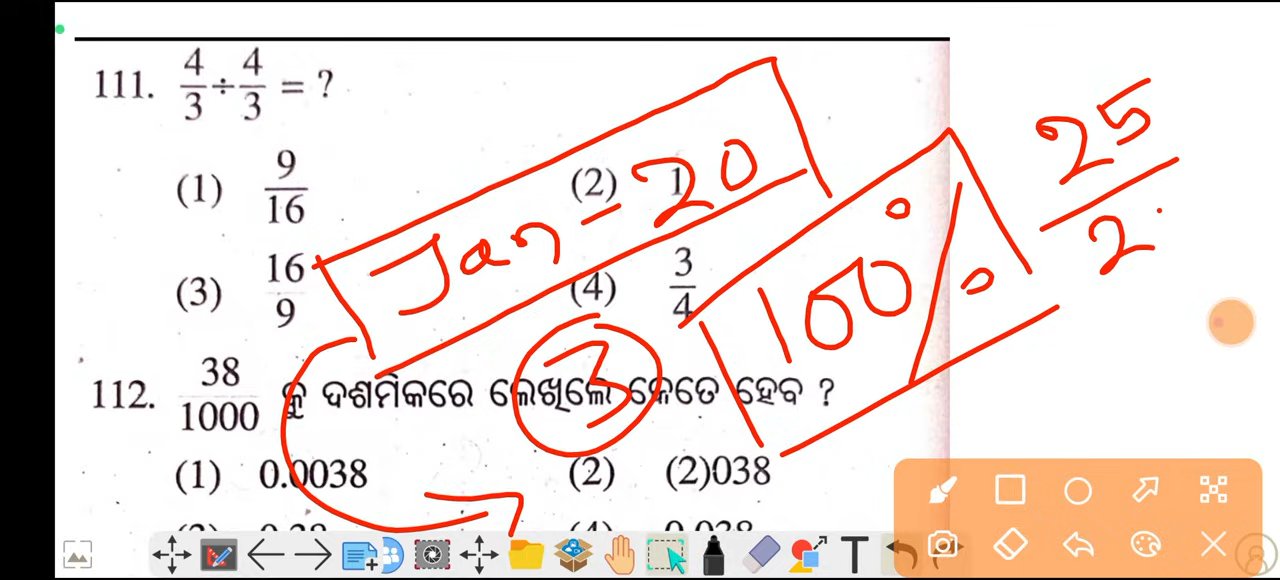 111. 4/3 ÷ 4/3 = ?
(1) 9/16 (2) 1
(3) 16/9 (4) 3/4
Jan = 20
100%
25/2
3
112. 38/1000 କୁ ଦଶମିକରେ ଲେଖିଲେ କେତେ ହେବ ?
(1) 0.0038 (2) (2)038
T